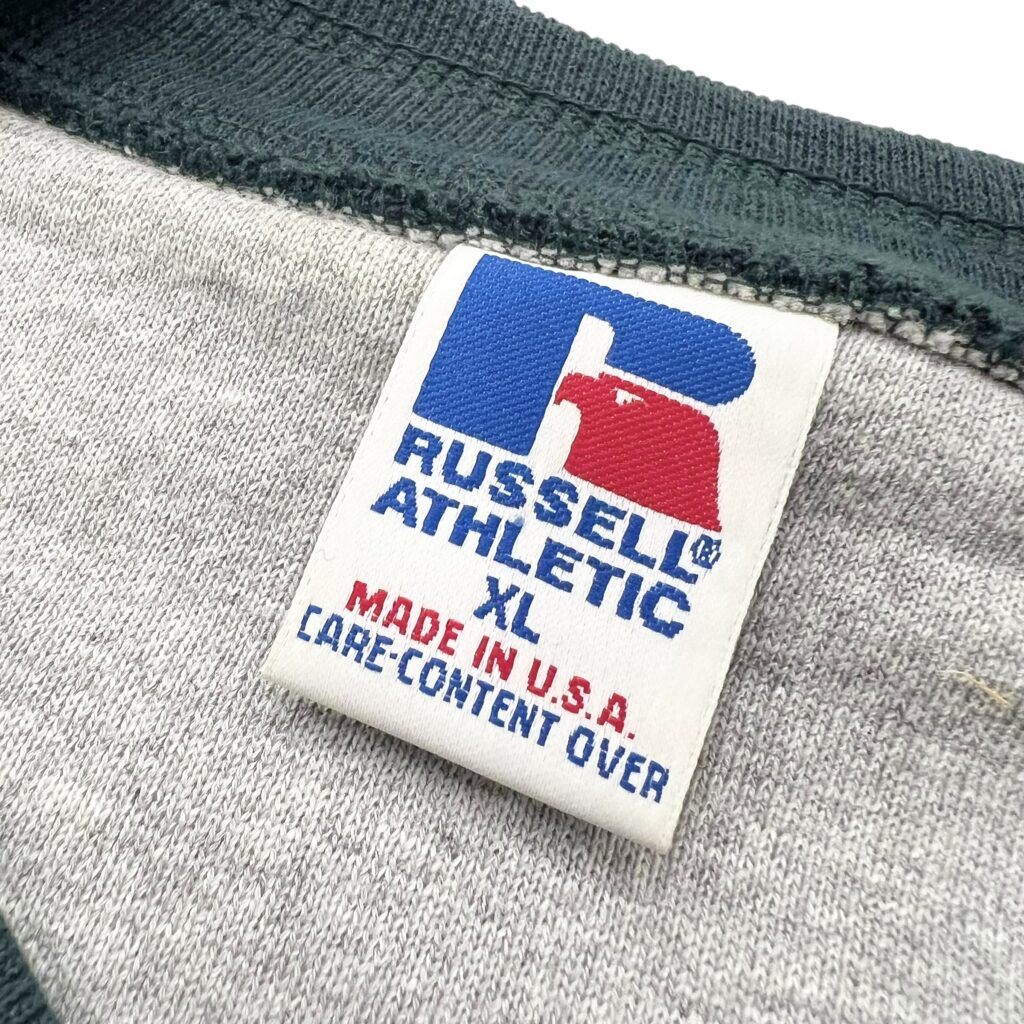 RUSSELL®
ATHLETIC
XL
MADE IN U.S.A.
CARE-CONTENT OVER